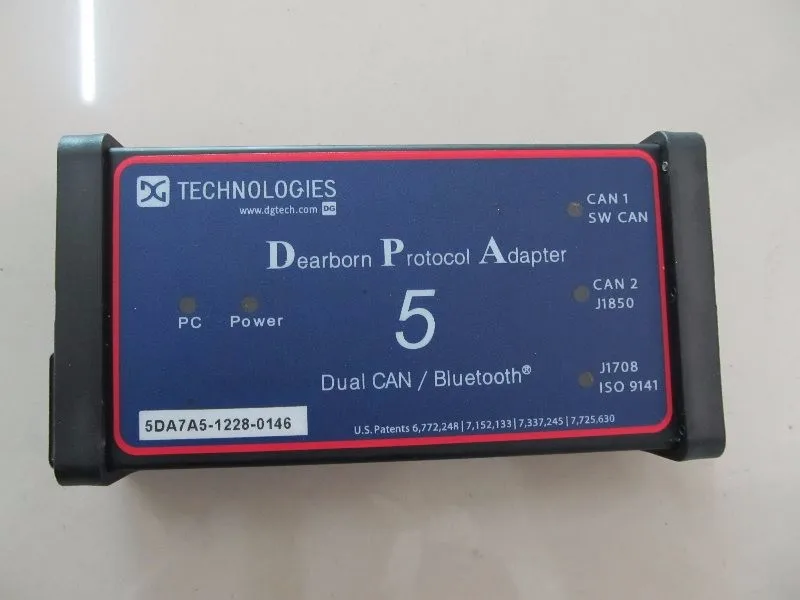 DG TECHNOLOGIES
www.dgtech.com DG
CAN 1
SW CAN
Dearborn Protocol Adapter
5
CAN 2
J1850
PC Power
Dual CAN / Bluetooth®
J1708
ISO 9141
5DA7A5-1228-0146
U.S. Patents 6,772,248 | 7,152,133 | 7,337,245 | 7,725,630